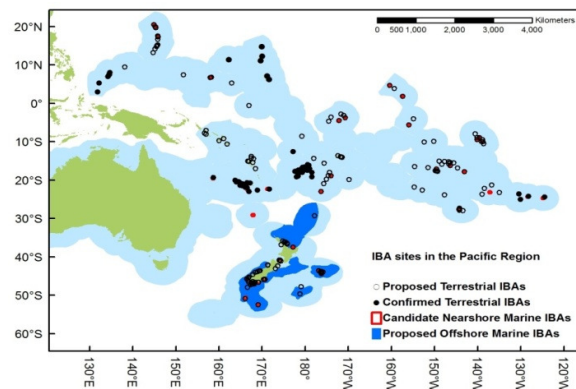 20°N
10°N
0°
10°S
20°S
30°S
40°S
50°S
60°S
Kilometers
0 500 1,000 2,000 3,000 4,000
IBA sites in the Pacific Region
Proposed Terrestrial IBAs
Confirmed Terrestrial IBAs
Candidate Nearshore Marine IBAs
Proposed Offshore Marine IBAs
130°E
140°E
150°E
160°E
170°E
180°
170°W
160°W
150°W
140°W
130°W
120°W